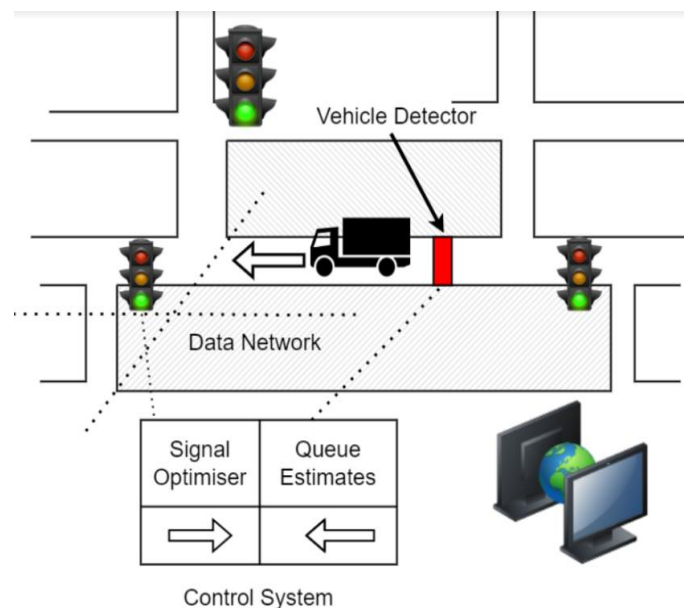 Vehicle Detector
Data Network
Signal
Optimiser
Queue
Estimates
Control System